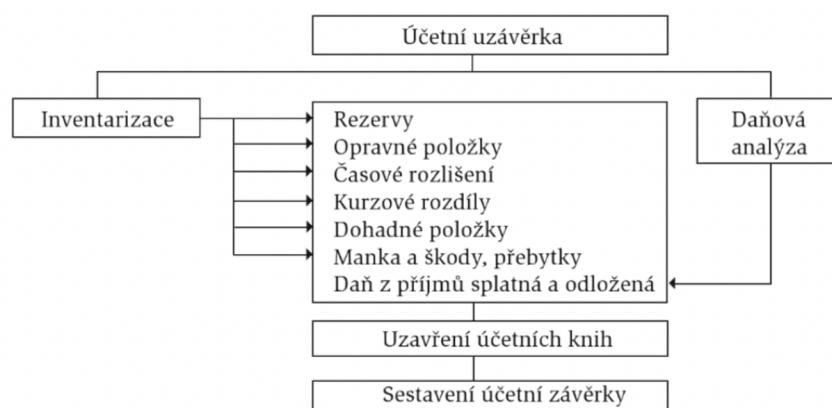 Účetní uzávěrka
Inventarizace
Rezervy
Opravné položky
Časové rozlišení
Kurzové rozdíly
Dohadné položky
Manka a škody, přebytky
Daň z příjmů splatná a odložená
Daňová
analýza
Uzavření účetních knih
Sestavení účetní závěrky